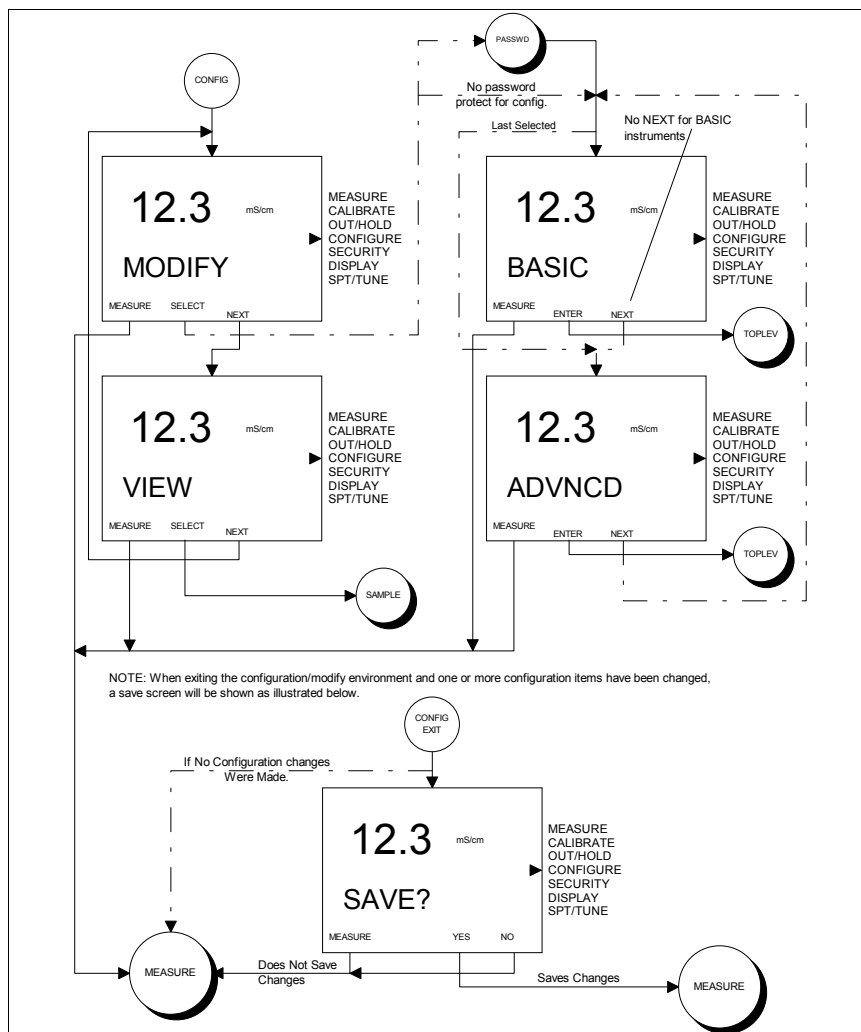 PASSWD
CONFIG
No password
protect for config.
Last Selected
No NEXT for BASIC
instruments
12.3 mS/cm
MODIFY
MEASURE SELECT NEXT
MEASURE
CALIBRATE
OUT/HOLD
CONFIGURE
SECURITY
DISPLAY
SPT/TUNE
12.3 mS/cm
BASIC
MEASURE ENTER NEXT
MEASURE
CALIBRATE
OUT/HOLD
CONFIGURE
SECURITY
DISPLAY
SPT/TUNE
TOPLEV
12.3 mS/cm
VIEW
MEASURE SELECT NEXT
MEASURE
CALIBRATE
OUT/HOLD
CONFIGURE
SECURITY
DISPLAY
SPT/TUNE
12.3 mS/cm
ADVNCD
MEASURE ENTER NEXT
MEASURE
CALIBRATE
OUT/HOLD
CONFIGURE
SECURITY
DISPLAY
SPT/TUNE
TOPLEV
SAMPLE
NOTE: When exiting the configuration/modify environment and one or more configuration items have been changed,
a save screen will be shown as illustrated below.
CONFIG
EXIT
If No Configuration changes
Were Made.
12.3 mS/cm
SAVE?
MEASURE YES NO
MEASURE
CALIBRATE
OUT/HOLD
CONFIGURE
SECURITY
DISPLAY
SPT/TUNE
MEASURE
Does Not Save
Changes
Saves Changes
MEASURE